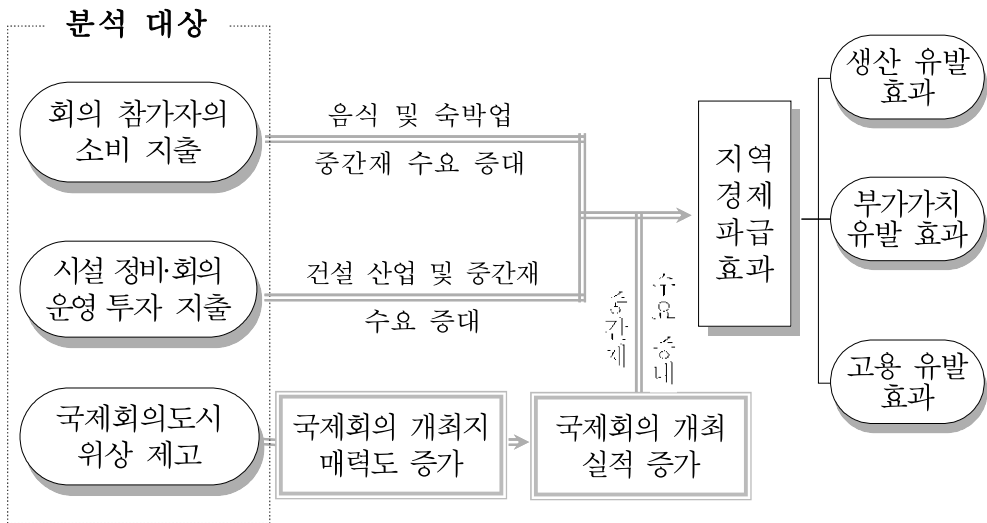 분석 대상
회의 참가자의
소비 지출
음식 및 숙박업
중간재 수요 증대
시설 정비·회의
운영 투자 지출
건설 산업 및 중간재
수요 증대
국제회의도시
위상 제고
국제회의 개최지
매력도 증가
국제회의 개최
실적 증가
중간재
수요 증대
지역
경제
파급
효과
생산 유발
효과
부가가치
유발 효과
고용 유발
효과